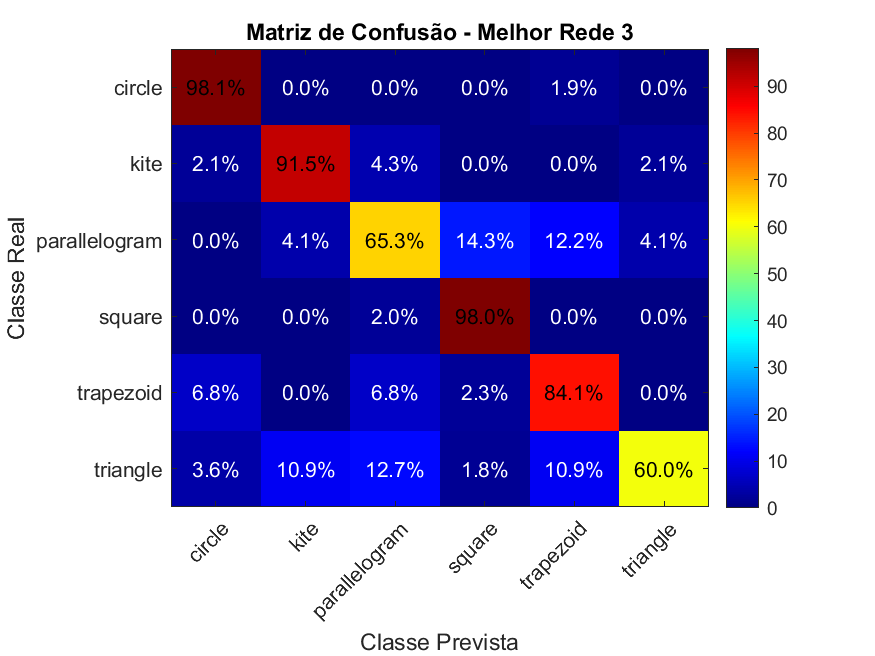 Matriz de Confusão - Melhor Rede 3
circle 98.1% 0.0% 0.0% 0.0% 1.9% 0.0%
kite 2.1% 91.5% 4.3% 0.0% 0.0% 2.1%
parallelogram 0.0% 4.1% 65.3% 14.3% 12.2% 4.1%
square 0.0% 0.0% 2.0% 98.0% 0.0% 0.0%
trapezoid 6.8% 0.0% 6.8% 2.3% 84.1% 0.0%
triangle 3.6% 10.9% 12.7% 1.8% 10.9% 60.0%
circle kite parallelogram square trapezoid triangle
Classe Prevista
Classe Real
90
80
70
60
50
40
30
20
10
0